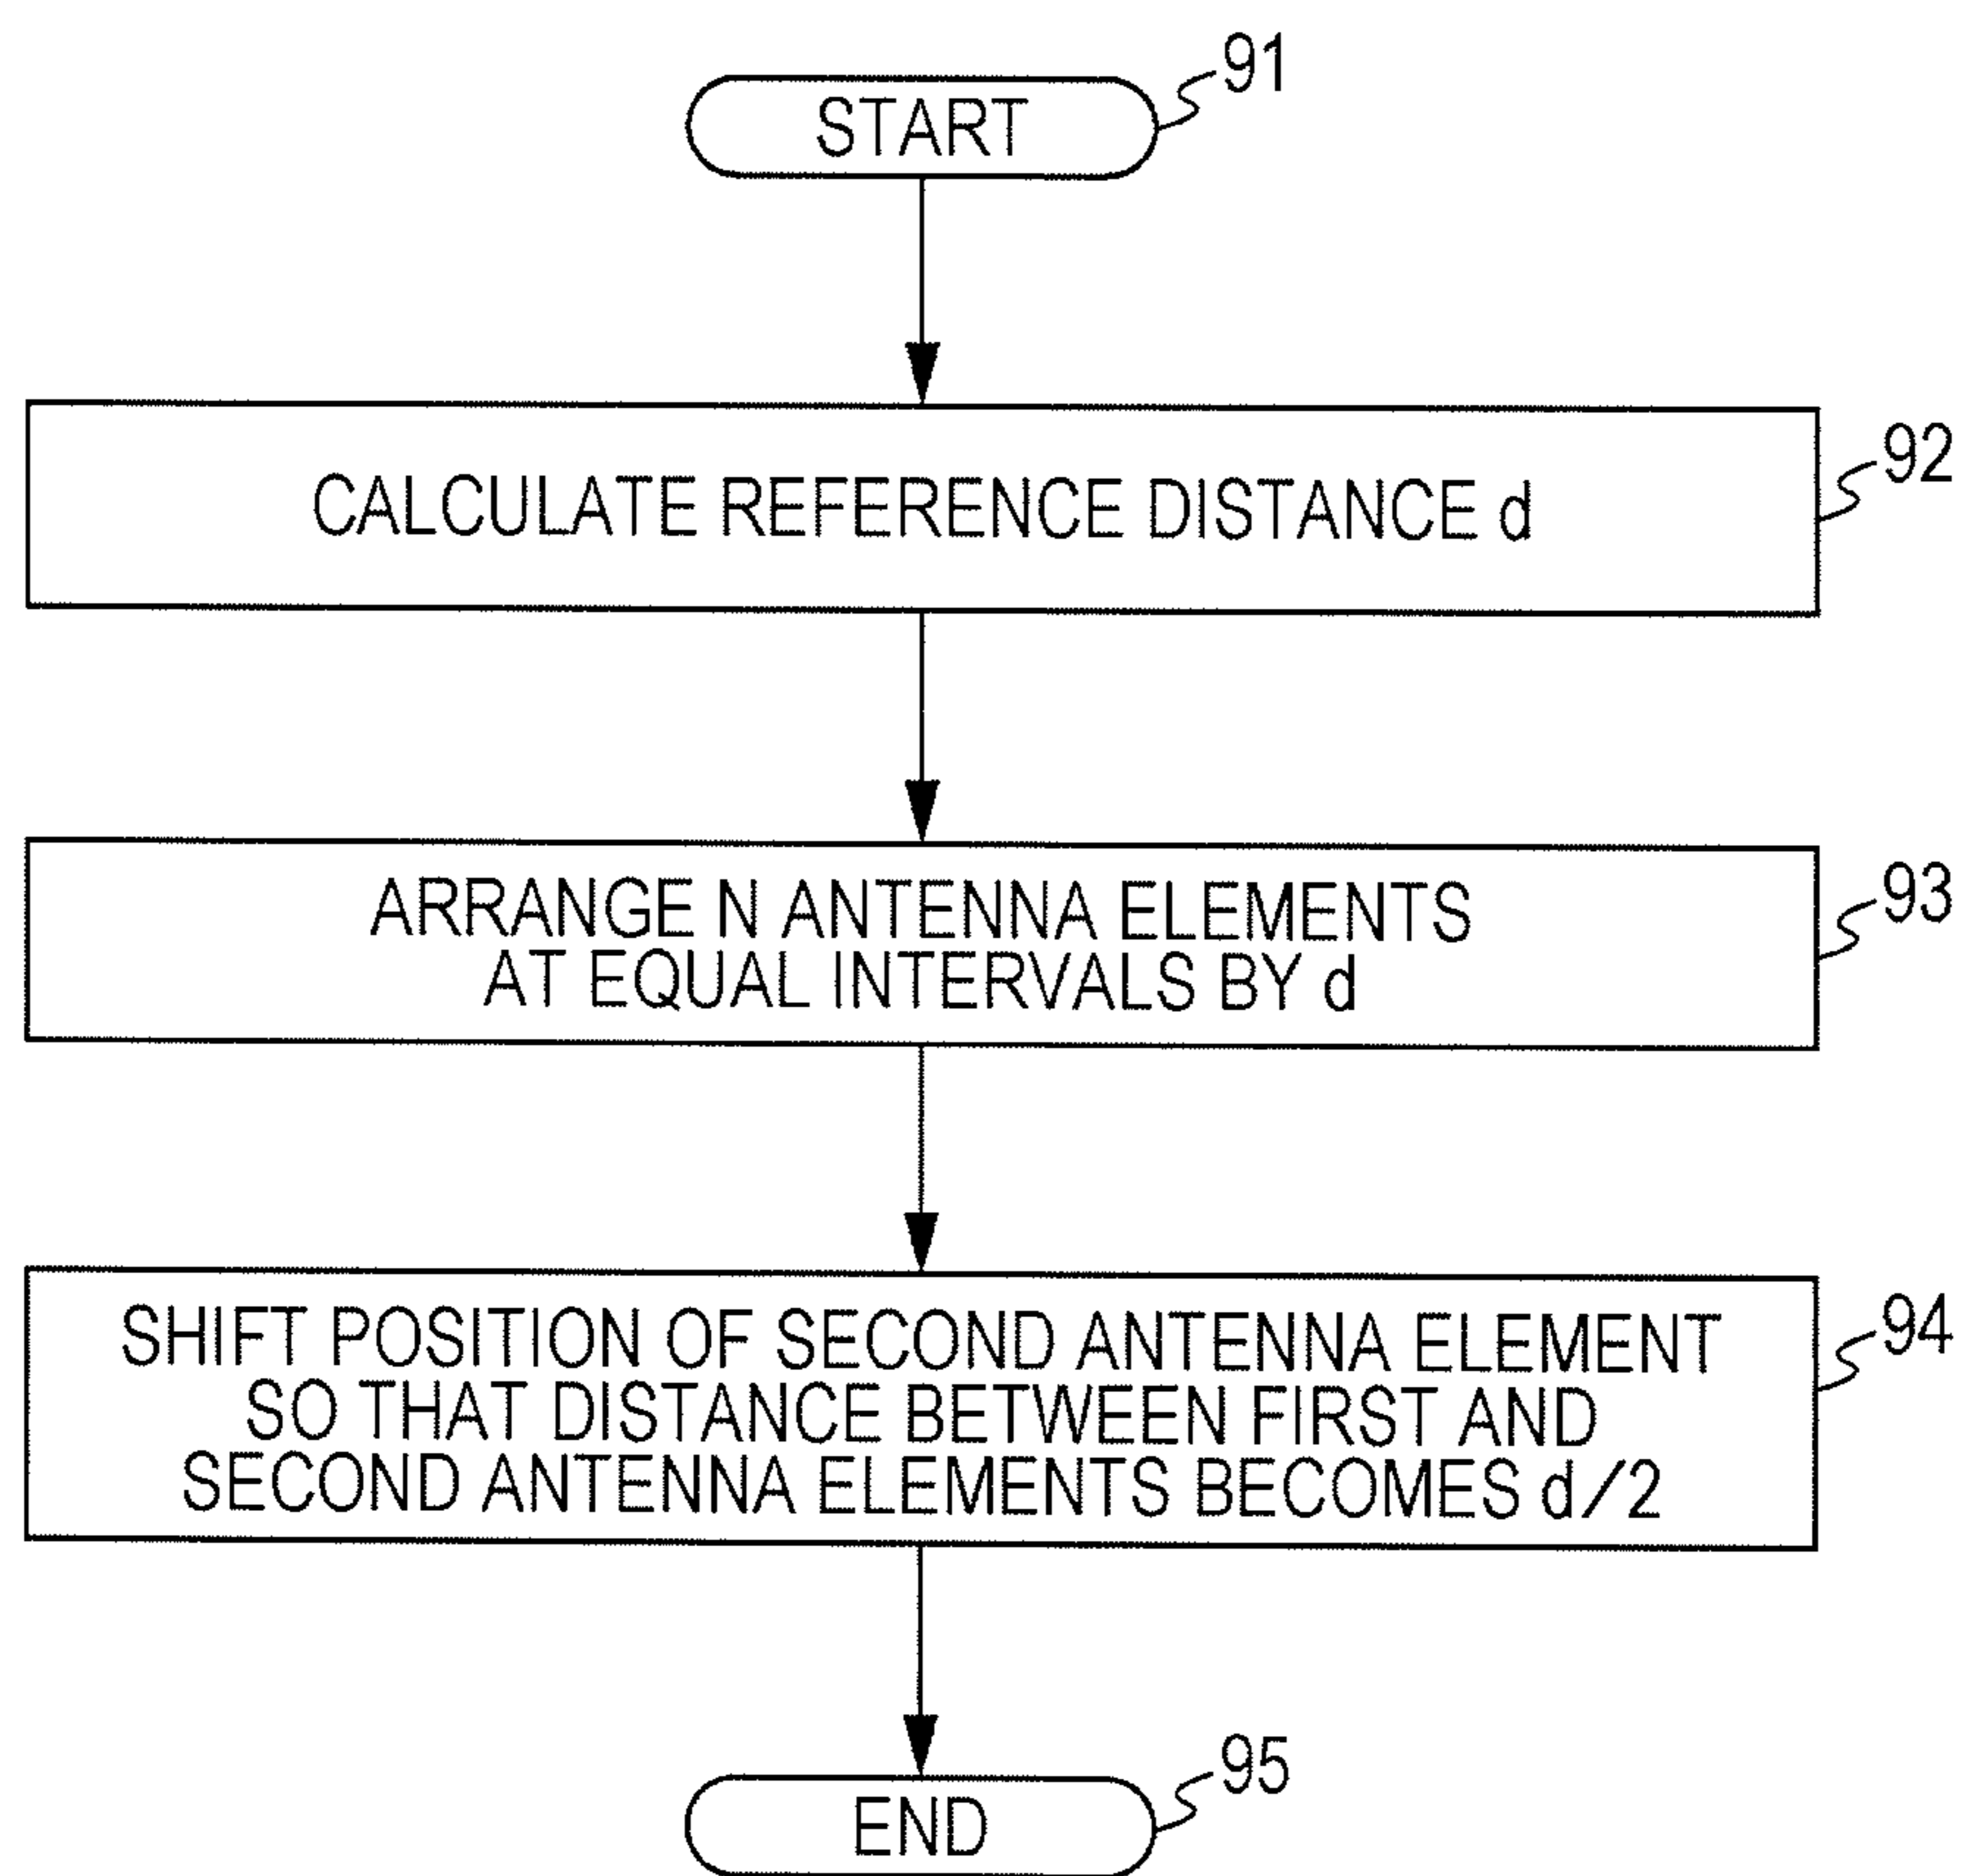 START
91
CALCULATE REFERENCE DISTANCE d
92
ARRANGE N ANTENNA ELEMENTS
AT EQUAL INTERVALS BY d
93
SHIFT POSITION OF SECOND ANTENNA ELEMENT
SO THAT DISTANCE BETWEEN FIRST AND
SECOND ANTENNA ELEMENTS BECOMES d/2
94
END
95